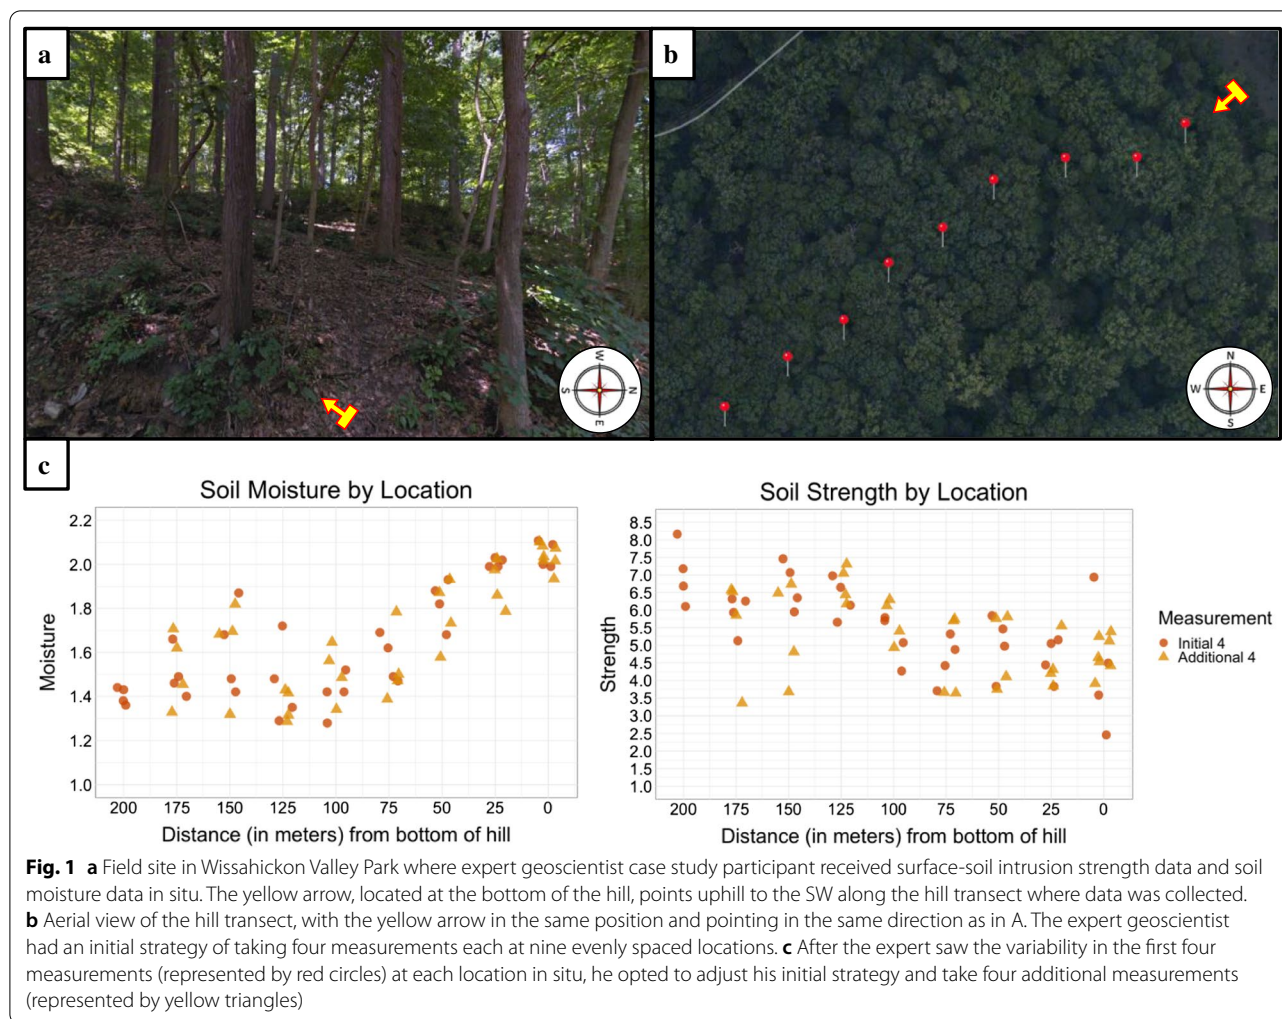 a
b
W
S N
E
N
W E
S
c
Soil Moisture by Location
Moisture
2.2
2.0
1.8
1.6
1.4
1.2
1.0
200 175 150 125 100 75 50 25 0
Distance (in meters) from bottom of hill
Soil Strength by Location
Strength
8.5
8.0
7.5
7.0
6.5
6.0
5.5
5.0
4.5
4.0
3.5
3.0
2.5
2.0
1.5
1.0
200 175 150 125 100 75 50 25 0
Distance (in meters) from bottom of hill
Measurement
Initial 4
Additional 4
Fig. 1 a Field site in Wissahickon Valley Park where expert geoscientist case study participant received surface-soil intrusion strength data and soil
moisture data in situ. The yellow arrow, located at the bottom of the hill, points uphill to the SW along the hill transect where data was collected.
b Aerial view of the hill transect, with the yellow arrow in the same position and pointing in the same direction as in A. The expert geoscientist
had an initial strategy of taking four measurements each at nine evenly spaced locations. c After the expert saw the variability in the first four
measurements (represented by red circles) at each location in situ, he opted to adjust his initial strategy and take four additional measurements
(represented by yellow triangles)